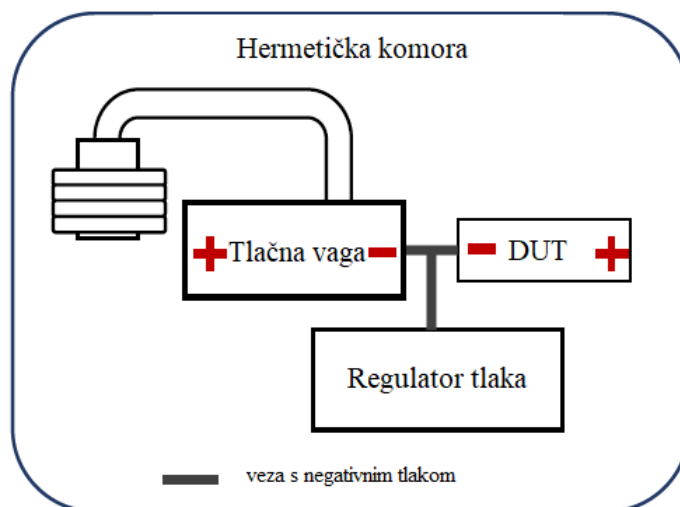 Hermetička komora
+ Tlačna vaga -
- DUT +
Regulator tlaka
veza s negativnim tlakom